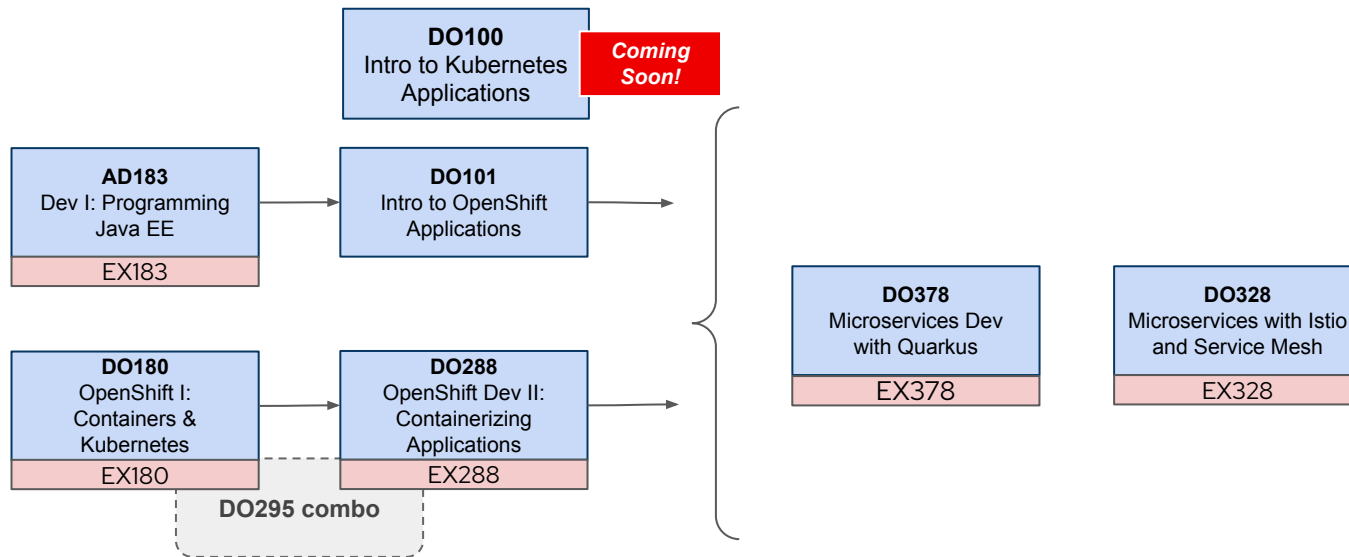 DO100
Intro to Kubernetes
Applications
Coming
Soon!
AD183
Dev I: Programming
Java EE
EX183
DO101
Intro to OpenShift
Applications
DO180
OpenShift I:
Containers &
Kubernetes
EX180
DO288
OpenShift Dev II:
Containerizing
Applications
EX288
DO295 combo
DO378
Microservices Dev
with Quarkus
EX378
DO328
Microservices with Istio
and Service Mesh
EX328